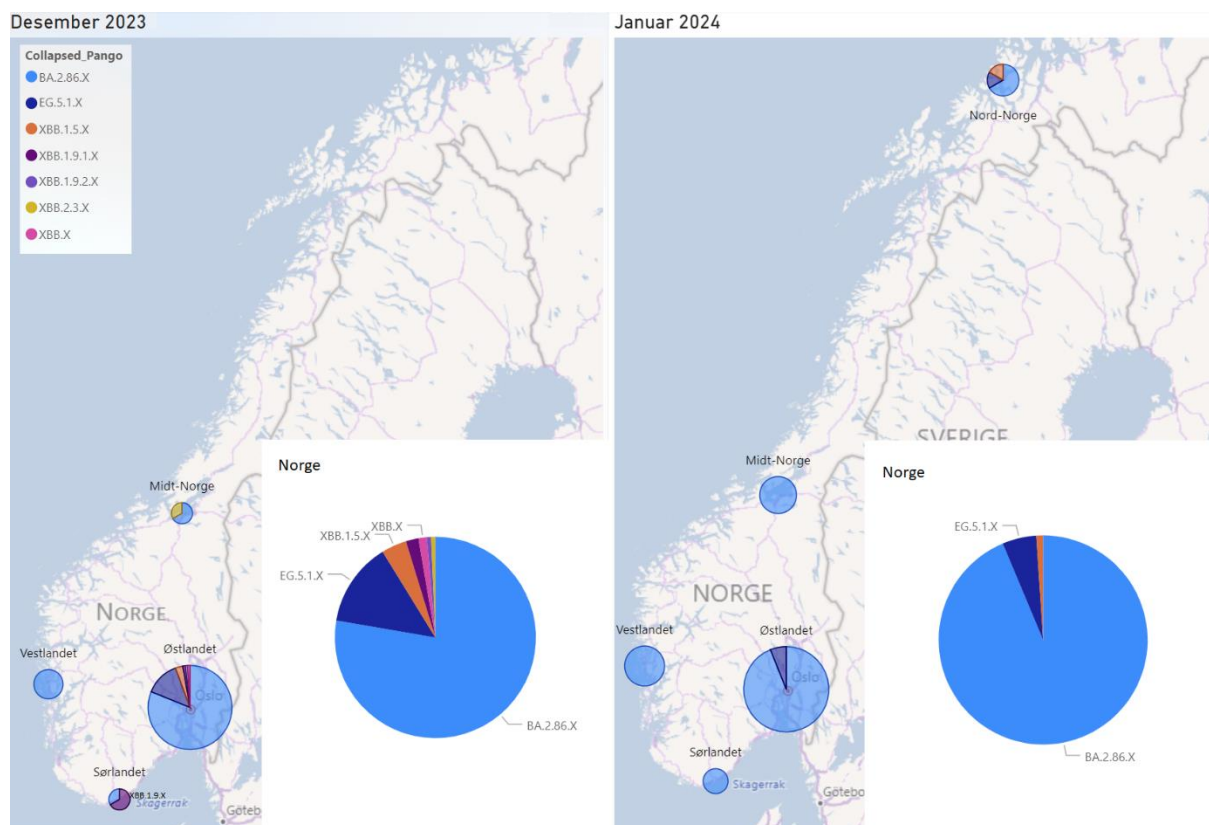 Desember 2023
Collapsed_Pango
BA.2.86.X
EG.5.1.X
XBB.1.5.X
XBB.1.9.1.X
XBB.1.9.2.X
XBB.2.3.X
XBB.X
Midt-Norge
NORGE
Vestlandet
Østlandet
Oslo
Sørlandet
XBB.1.9.X
Skagerrak
Göteb
Norge
XBB.X
XBB.1.5.X
EG.5.1.X
BA.2.86.X
Januar 2024
Nord-Norge
SVERIGE
Midt-Norge
NORGE
Vestlandet
Østlandet
Oslo
Sørlandet
Skagerrak
Götebo
Norge
EG.5.1.X
BA.2.86.X